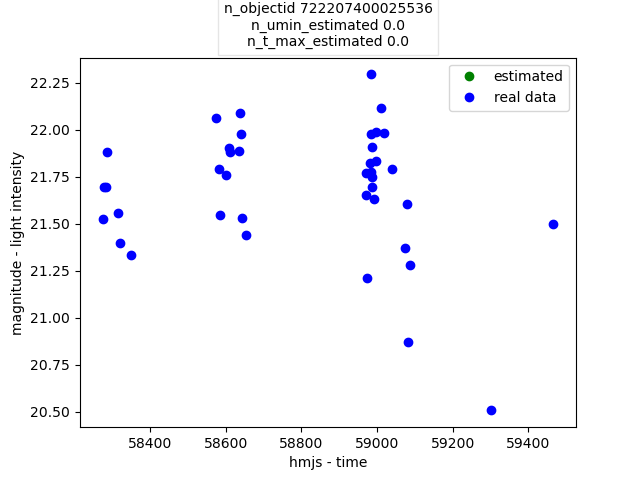 n_objectid 722207400025536
n_umin_estimated 0.0
n_t_max_estimated 0.0
estimated
real data
22.25
22.00
21.75
21.50
21.25
21.00
20.75
20.50
magnitude - light intensity
58400 58600 58800 59000 59200 59400
hmjs - time